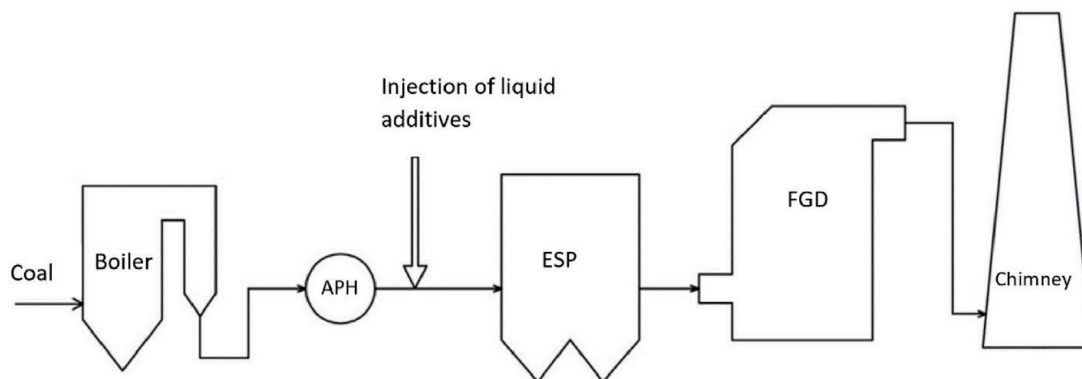 Injection of liquid
additives
Coal
Boiler
APH
ESP
FGD
Chimney